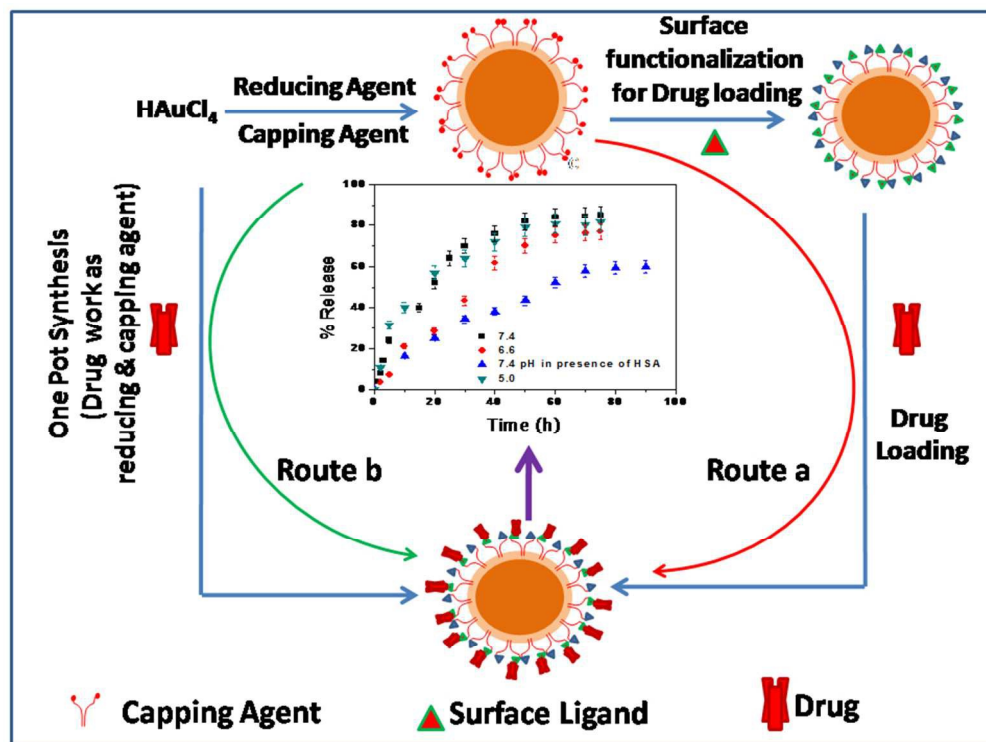 HAuCl4
Reducing Agent
Capping Agent
Surface
functionalization
for Drug loading
One Pot Synthesis
(Drug work as
reducing & capping agent)
100
80
60
40
20
0
% Release
7.4
6.6
7.4 pH in presence of HSA
5.0
0 20 40 60 80 100
Time (h)
Route b
Route a
Drug
Loading
Capping Agent
Surface Ligand
Drug